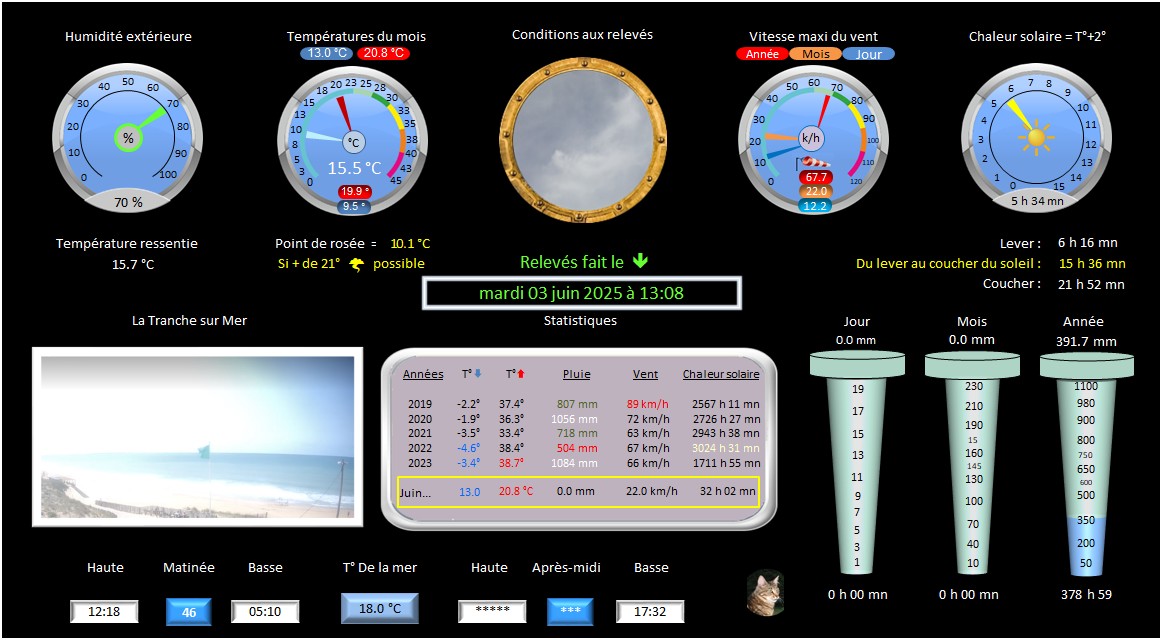 Humidité extérieure
Températures du mois
Conditions aux relevés
Vitesse maxi du vent
Chaleur solaire = T°+2°
13.0 °C 20.8 °C
Année Mois Jour
0 10 20 30 40 50 60 70 80 90 100
%
70 %
0 3 5 8 10 13 15 18 20 23 25 28 30 33 35 38 40 43 45
°C
15.5 °C
19.9 °
9.5 °
0 10 20 30 40 50 60 70 80 90 100 110 120
k/h
67.7
22.0
12.2
0 1 2 3 4 5 6 7 8 9 10 11 12 13 14 15
5 h 34 mn
Température ressentie
15.7 °C
Point de rosée = 10.1 °C
Si + de 21° possible
Relevés fait le
mardi 03 juin 2025 à 13:08
Lever : 6 h 16 mn
Du lever au coucher du soleil : 15 h 36 mn
Coucher : 21 h 52 mn
La Tranche sur Mer
Statistiques
Années T° T° Pluie Vent Chaleur solaire
2019 -2.2° 37.4° 807 mm 89 km/h 2567 h 11 mn
2020 -1.9° 36.3° 1056 mm 72 km/h 2726 h 27 mn
2021 -3.5° 33.4° 718 mm 63 km/h 2943 h 38 mn
2022 -4.6° 38.4° 504 mm 67 km/h 3024 h 31 mn
2023 -3.4° 38.7° 1084 mm 66 km/h 1711 h 55 mn
Juin... 13.0 20.8 °C 0.0 mm 22.0 km/h 32 h 02 mn
Jour
0.0 mm
19
17
15
13
11
9
7
5
3
1
0 h 00 mn
Mois
0.0 mm
230
210
190
15
160
145
130
100
70
40
10
0 h 00 mn
Année
391.7 mm
1100
980
900
800
750
650
600
500
350
200
50
378 h 59
Haute Matinée Basse T° De la mer Haute Après-midi Basse
12:18 46 05:10 18.0 °C ***** *** 17:32